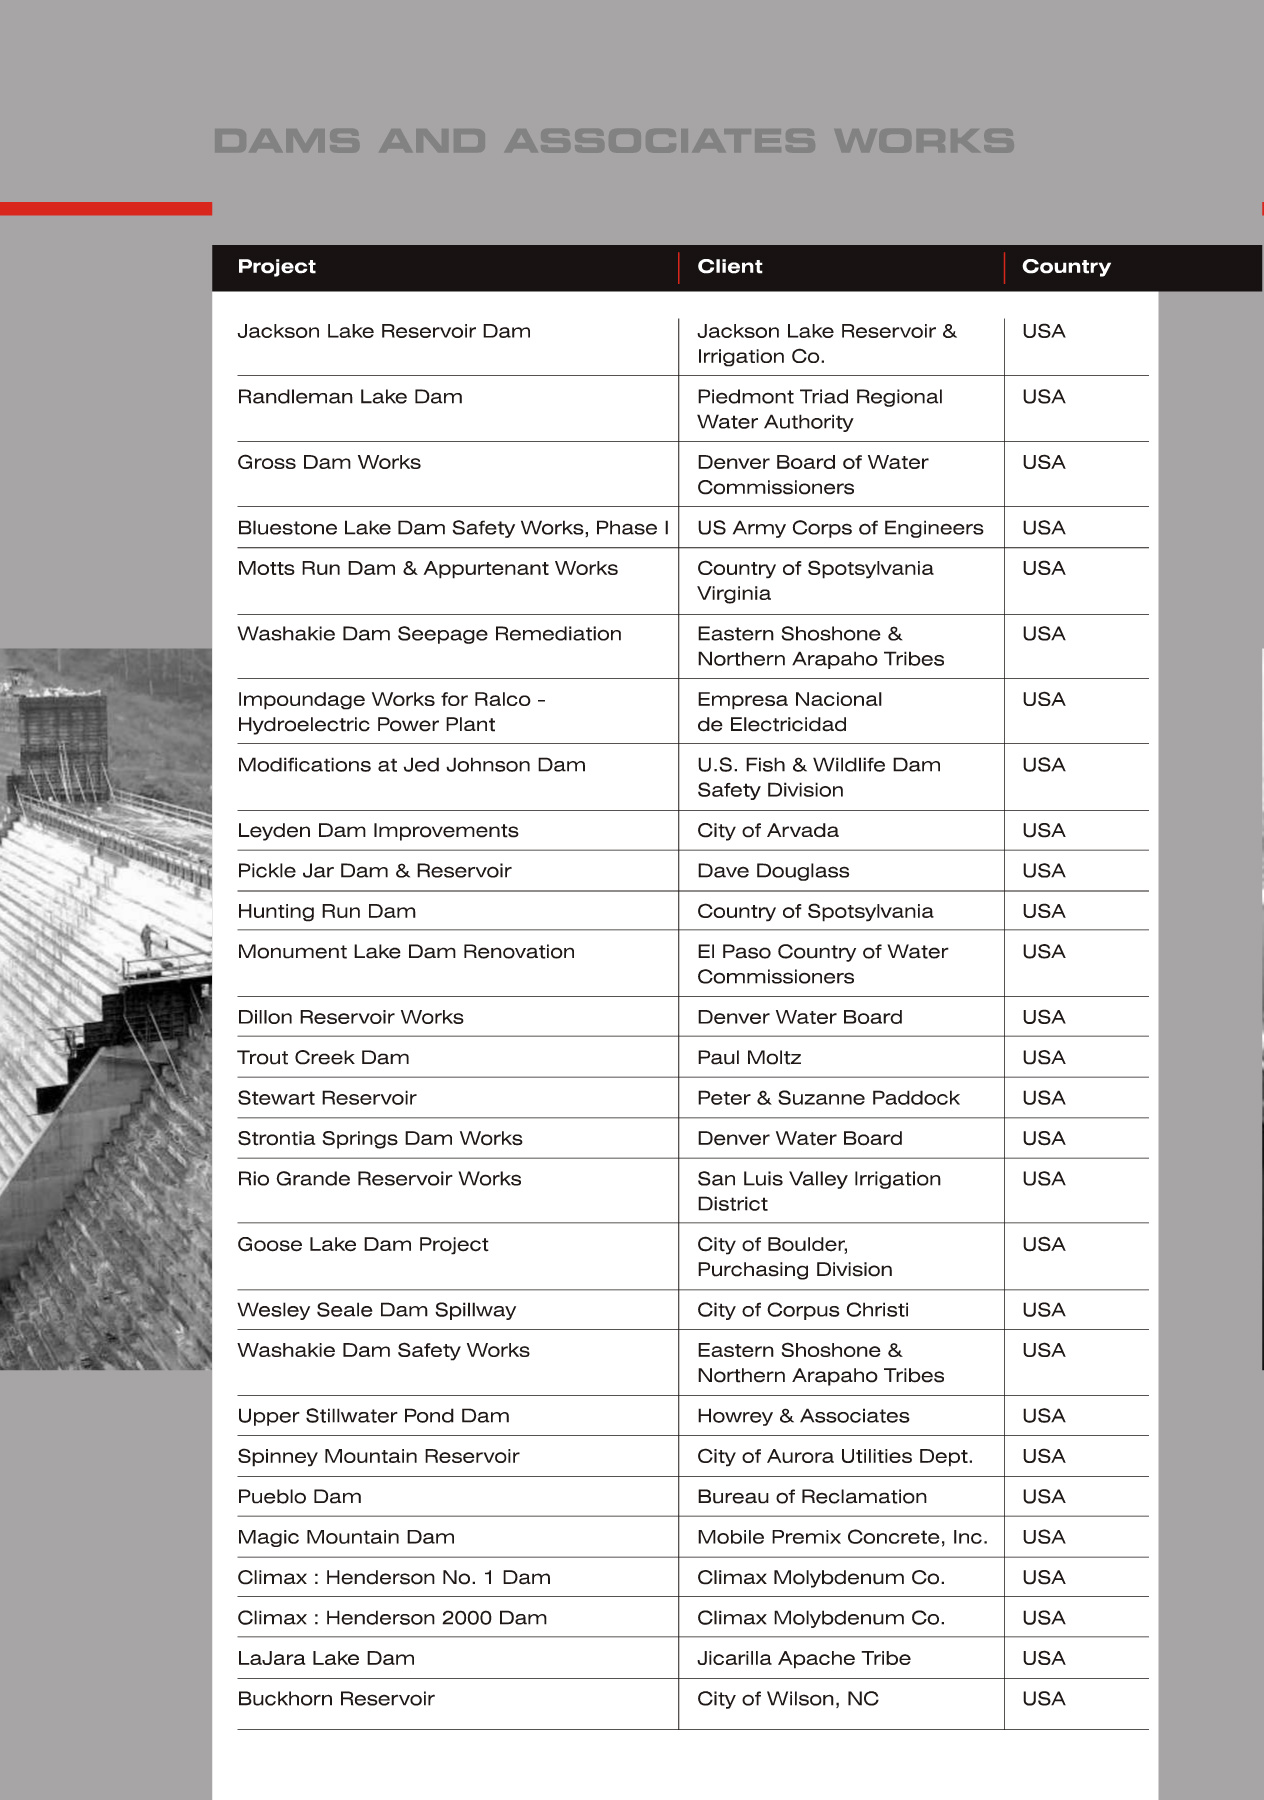 DAMS AND ASSOCIATES WORKS
Project Client Country
Jackson Lake Reservoir Dam Jackson Lake Reservoir & USA
Irrigation Co.
Randleman Lake Dam Piedmont Triad Regional USA
Water Authority
Gross Dam Works Denver Board of Water USA
Commissioners
Bluestone Lake Dam Safety Works, Phase I US Army Corps of Engineers USA
Motts Run Dam & Appurtenant Works Country of Spotsylvania USA
Virginia
Washakie Dam Seepage Remediation Eastern Shoshone & USA
Northern Arapaho Tribes
Impoundage Works for Ralco - Empresa Nacional USA
Hydroelectric Power Plant de Electricidad
Modifications at Jed Johnson Dam U.S. Fish & Wildlife Dam USA
Safety Division
Leyden Dam Improvements City of Arvada USA
Pickle Jar Dam & Reservoir Dave Douglass USA
Hunting Run Dam Country of Spotsylvania USA
Monument Lake Dam Renovation El Paso Country of Water USA
Commissioners
Dillon Reservoir Works Denver Water Board USA
Trout Creek Dam Paul Moltz USA
Stewart Reservoir Peter & Suzanne Paddock USA
Strontia Springs Dam Works Denver Water Board USA
Rio Grande Reservoir Works San Luis Valley Irrigation USA
District
Goose Lake Dam Project City of Boulder, USA
Purchasing Division
Wesley Seale Dam Spillway City of Corpus Christi USA
Washakie Dam Safety Works Eastern Shoshone & USA
Northern Arapaho Tribes
Upper Stillwater Pond Dam Howrey & Associates USA
Spinney Mountain Reservoir City of Aurora Utilities Dept. USA
Pueblo Dam Bureau of Reclamation USA
Magic Mountain Dam Mobile Premix Concrete, Inc. USA
Climax : Henderson No. 1 Dam Climax Molybdenum Co. USA
Climax : Henderson 2000 Dam Climax Molybdenum Co. USA
LaJara Lake Dam Jicarilla Apache Tribe USA
Buckhorn Reservoir City of Wilson, NC USA